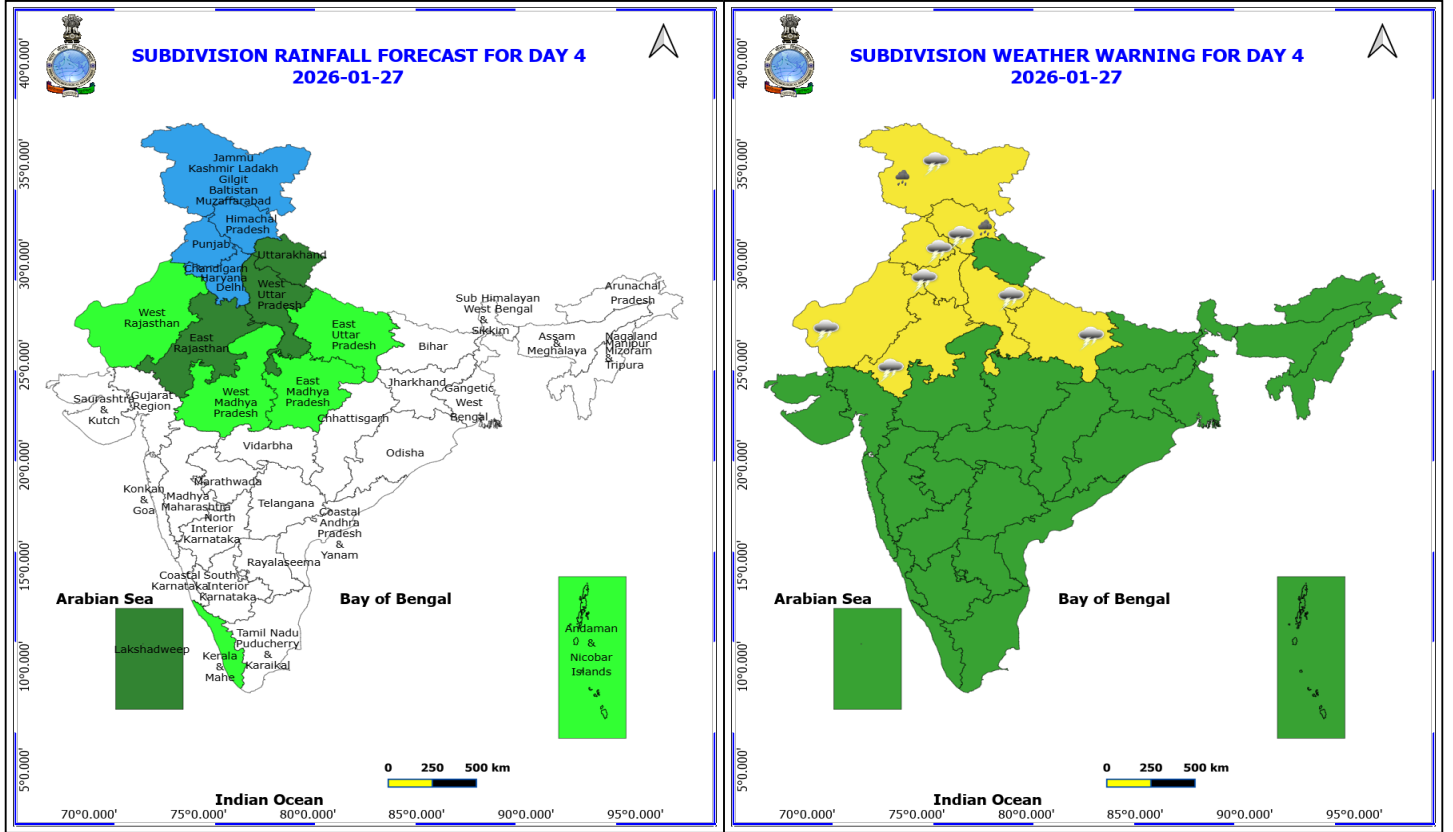 SUBDIVISION RAINFALL FORECAST FOR DAY 4
2026-01-27
40°0.000'
35°0.000'
30°0.000'
25°0.000'
20°0.000'
15°0.000'
10°0.000'
5°0.000'
Jammu
Kashmir Ladakh
Gilgit
Baltistan
Muzaffarabad
Himachal
Pradesh
Punjab
Uttarakhand
Chandigarh
Haryana
Delhi
West
Uttar
Pradesh
West
Rajasthan
East
Rajasthan
East
Uttar
Pradesh
Sub Himalayan
West Bengal
&
Sikkim
Arunachal
Pradesh
Assam
&
Meghalaya
Nagaland
Manipur
Mizoram
&
Tripura
Bihar
Jharkhand
Gangetic
West
Bengal
Saurashtra
&
Kutch
Gujarat
Region
West
Madhya
Pradesh
East
Madhya
Pradesh
Chhattisgarh
Vidarbha
Odisha
Konkan
&
Goa
Madhya
Maharashtra
Marathwada
Telangana
North
Interior
Karnataka
Coastal
Andhra
Pradesh
&
Yanam
Rayalaseema
Coastal
Karnataka
South
Interior
Karnataka
Arabian Sea
Bay of Bengal
Lakshadweep
Kerala
&
Mahe
Tamil Nadu
Puducherry
&
Karaikal
Andaman
&
Nicobar
Islands
0 250 500 km
Indian Ocean
70°0.000' 75°0.000' 80°0.000' 85°0.000' 90°0.000' 95°0.000'
SUBDIVISION WEATHER WARNING FOR DAY 4
2026-01-27
40°0.000'
35°0.000'
30°0.000'
25°0.000'
20°0.000'
15°0.000'
10°0.000'
5°0.000'
Arabian Sea
Bay of Bengal
0 250 500 km
Indian Ocean
70°0.000' 75°0.000' 80°0.000' 85°0.000' 90°0.000' 95°0.000'